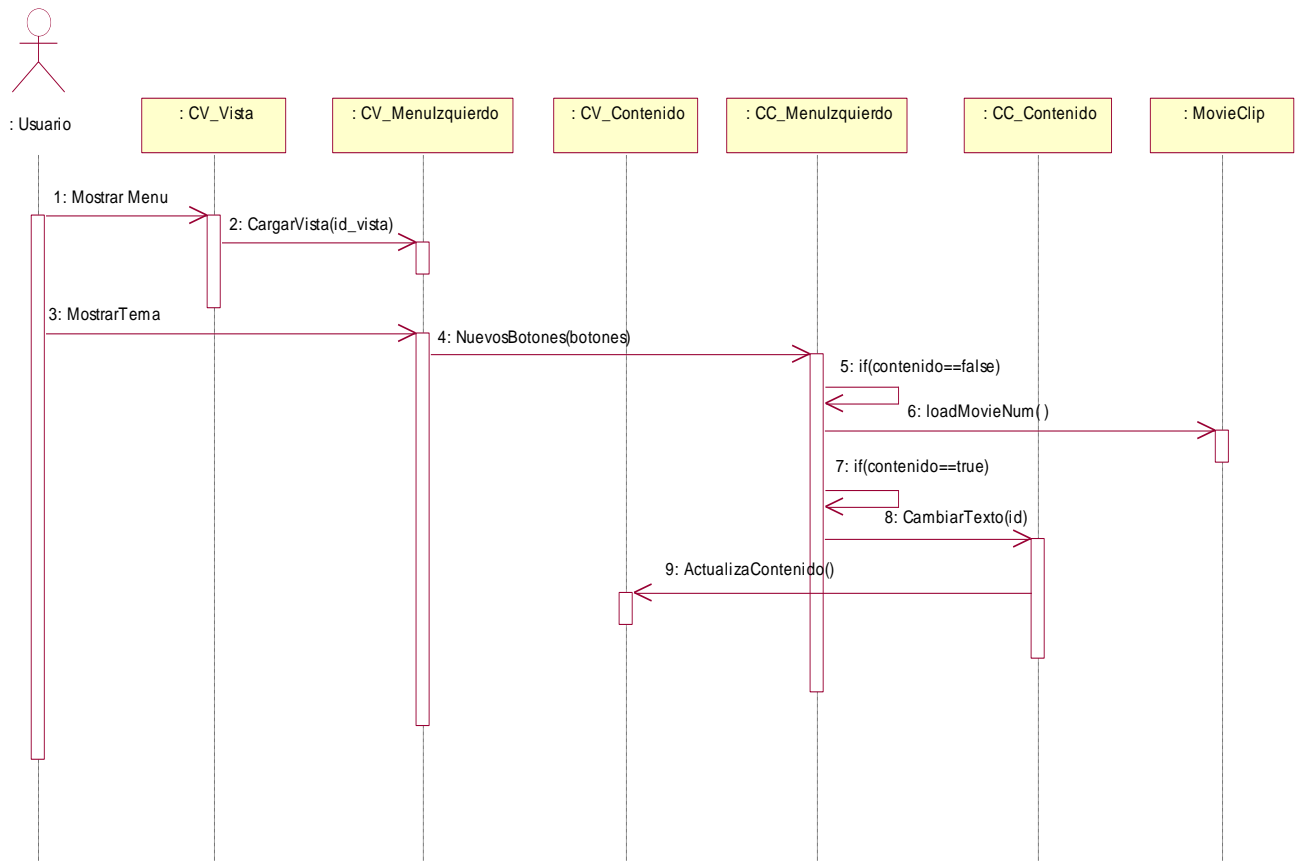 : Usuario
: CV_Vista
: CV_MenuIzquierdo
: CV_Contenido
: CC_MenuIzquierdo
: CC_Contenido
: MovieClip
1: Mostrar Menu
2: CargarVista(id_vista)
3: MostrarTema
4: NuevosBotones(botones)
5: if(contenido==false)
6: loadMovieNum( )
7: if(contenido==true)
8: CambiarTexto(id)
9: ActualizaContenido()